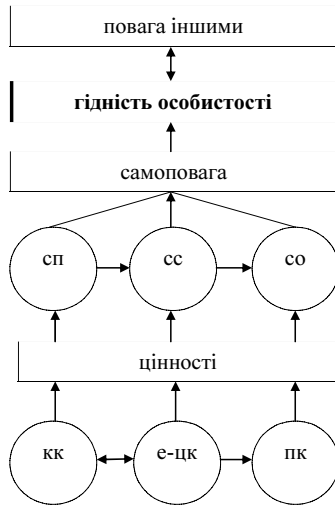 повага іншими
гідність особистості
самоповага
сп сс со
цінності
кк е-цк пк